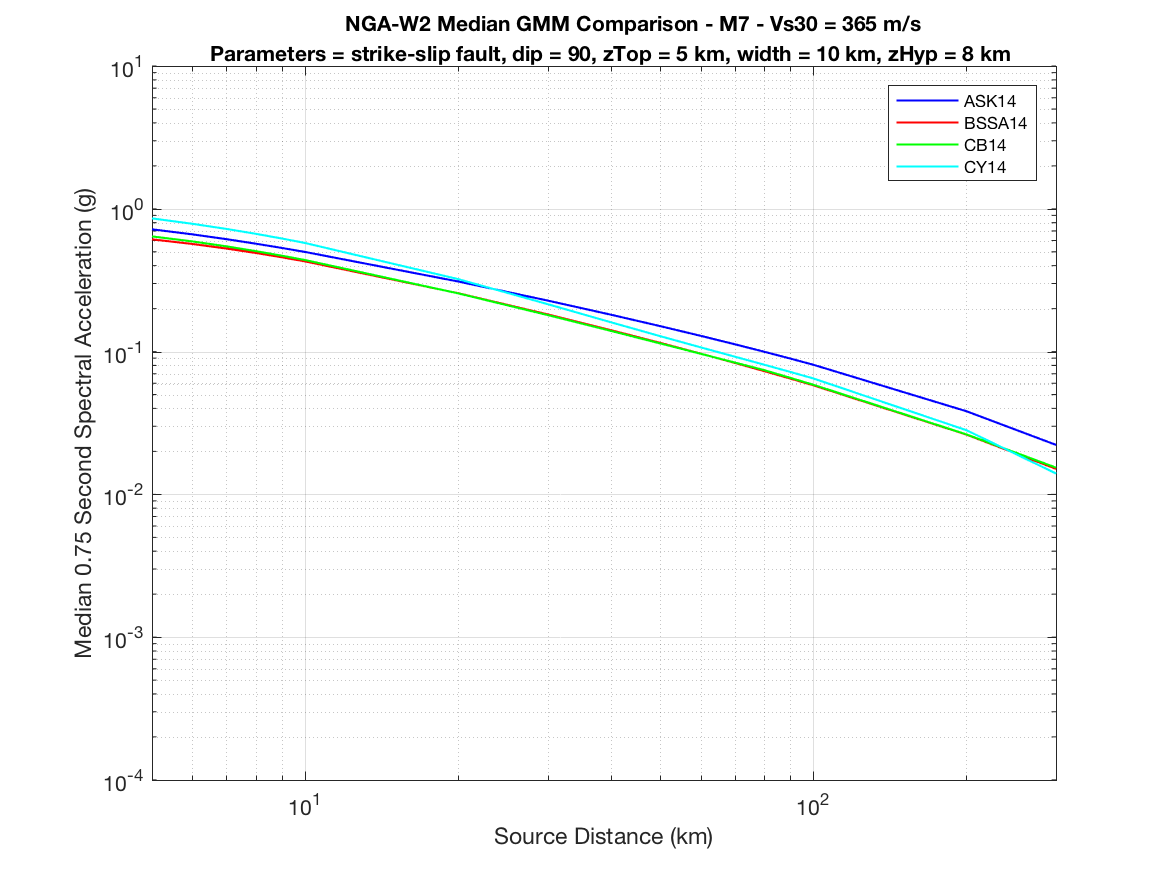 NGA-W2 Median GMM Comparison - M7 - Vs30 = 365 m/s
Parameters = strike-slip fault, dip = 90, zTop = 5 km, width = 10 km, zHyp = 8 km
ASK14
BSSA14
CB14
CY14
Median 0.75 Second Spectral Acceleration (g)
10^1
10^0
10^-1
10^-2
10^-3
10^-4
10^1
10^2
Source Distance (km)